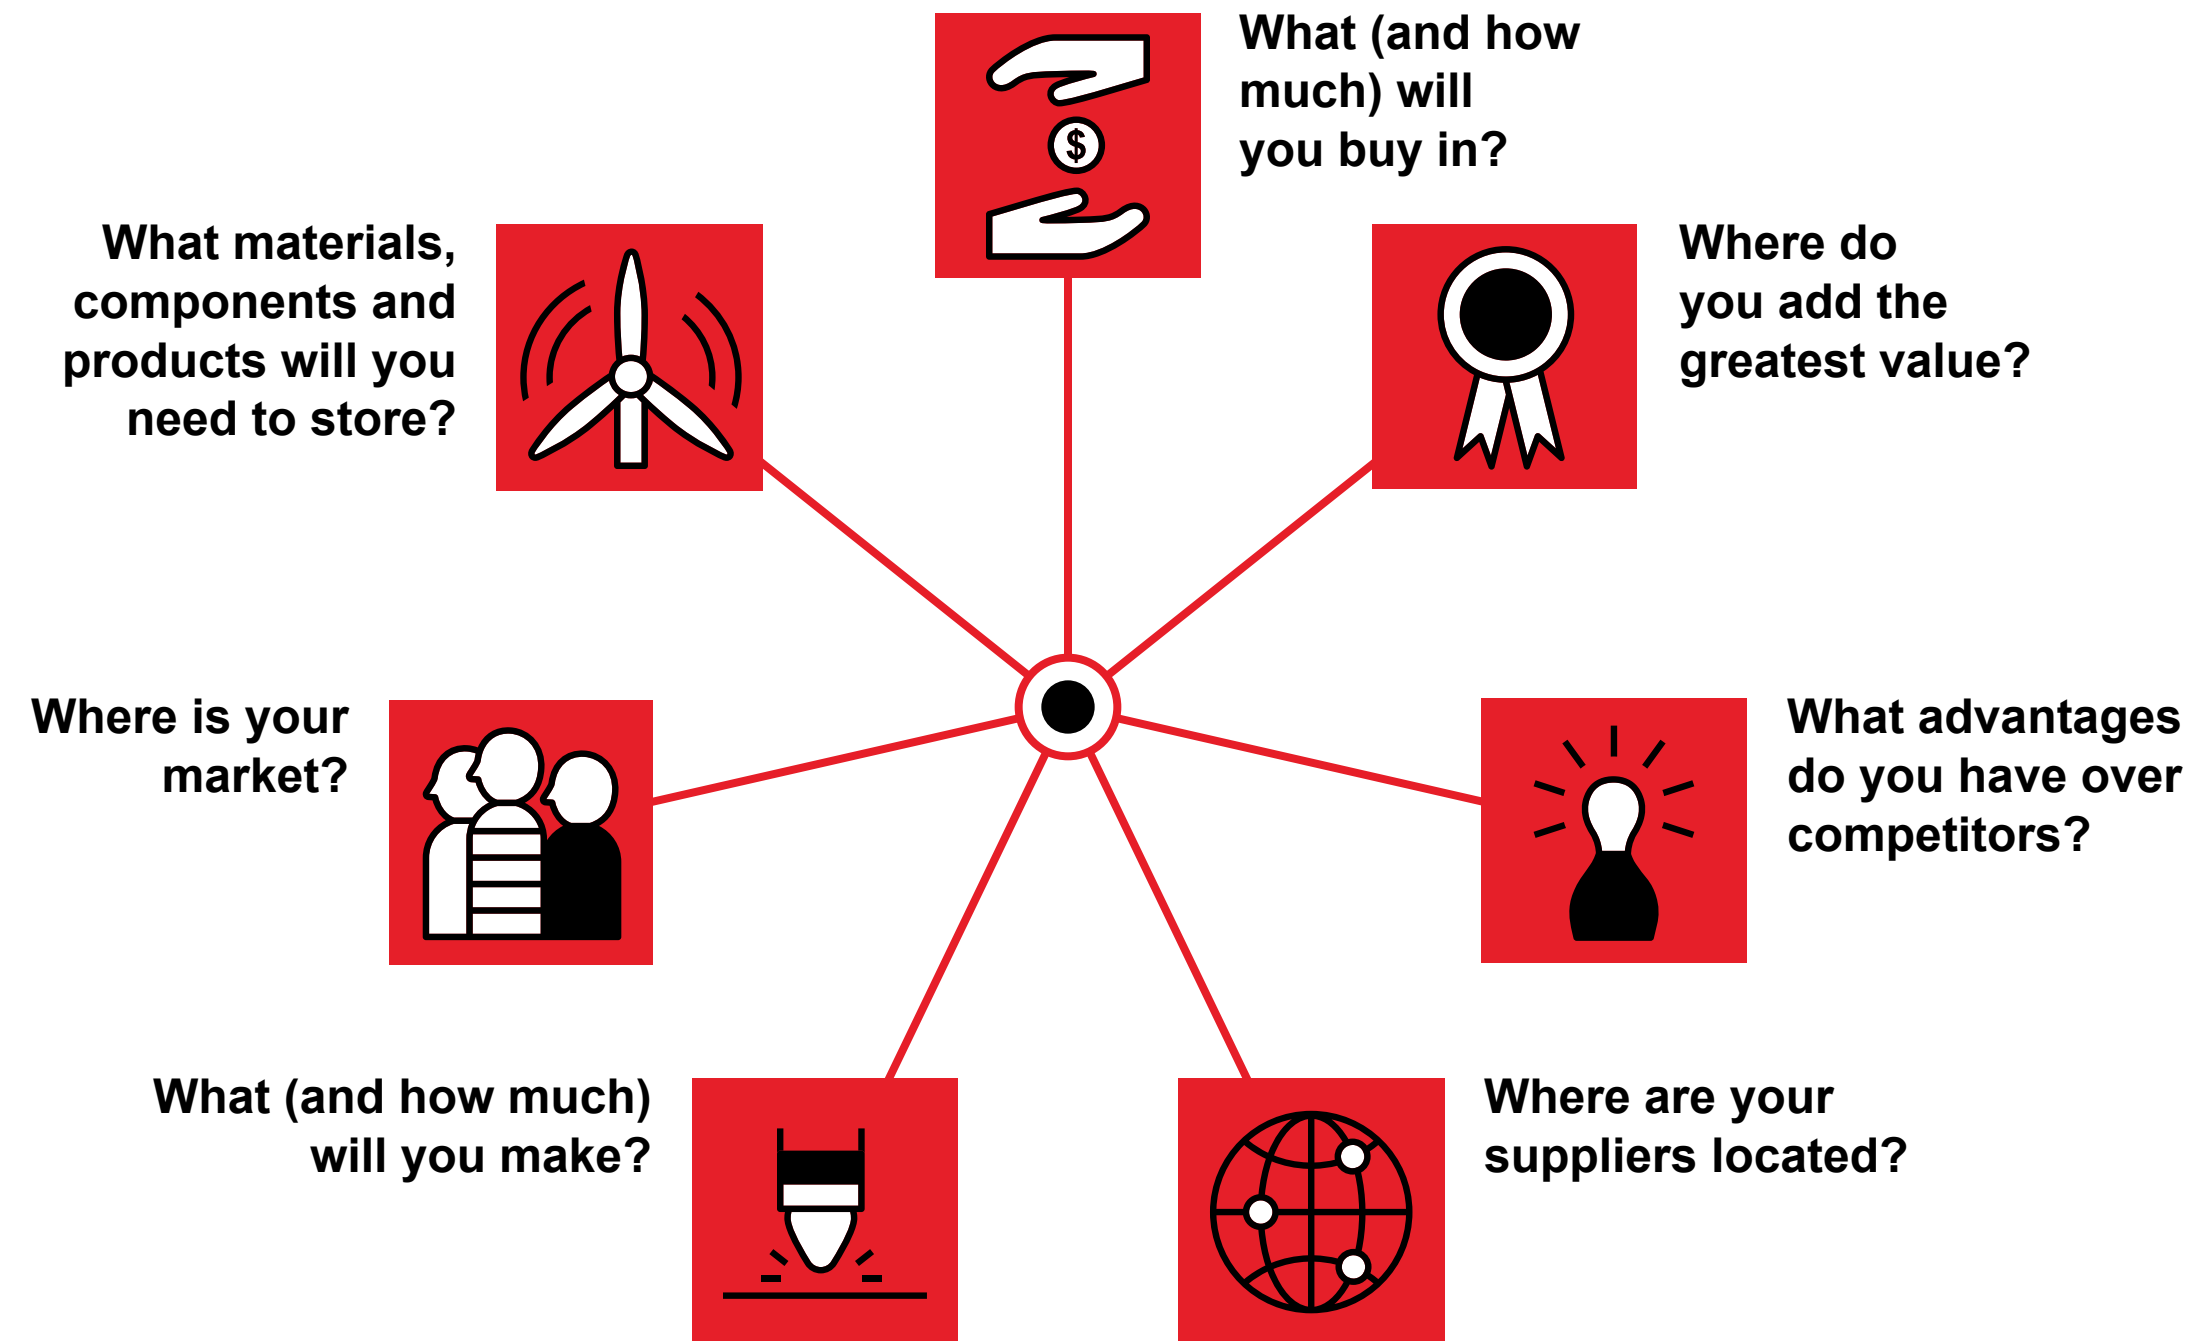 What (and how
much) will
you buy in?
$
What materials,
components and
products will you
need to store?
Where do
you add the
greatest value?
Where is your
market?
What advantages
do you have over
competitors?
What (and how much)
will you make?
Where are your
suppliers located?